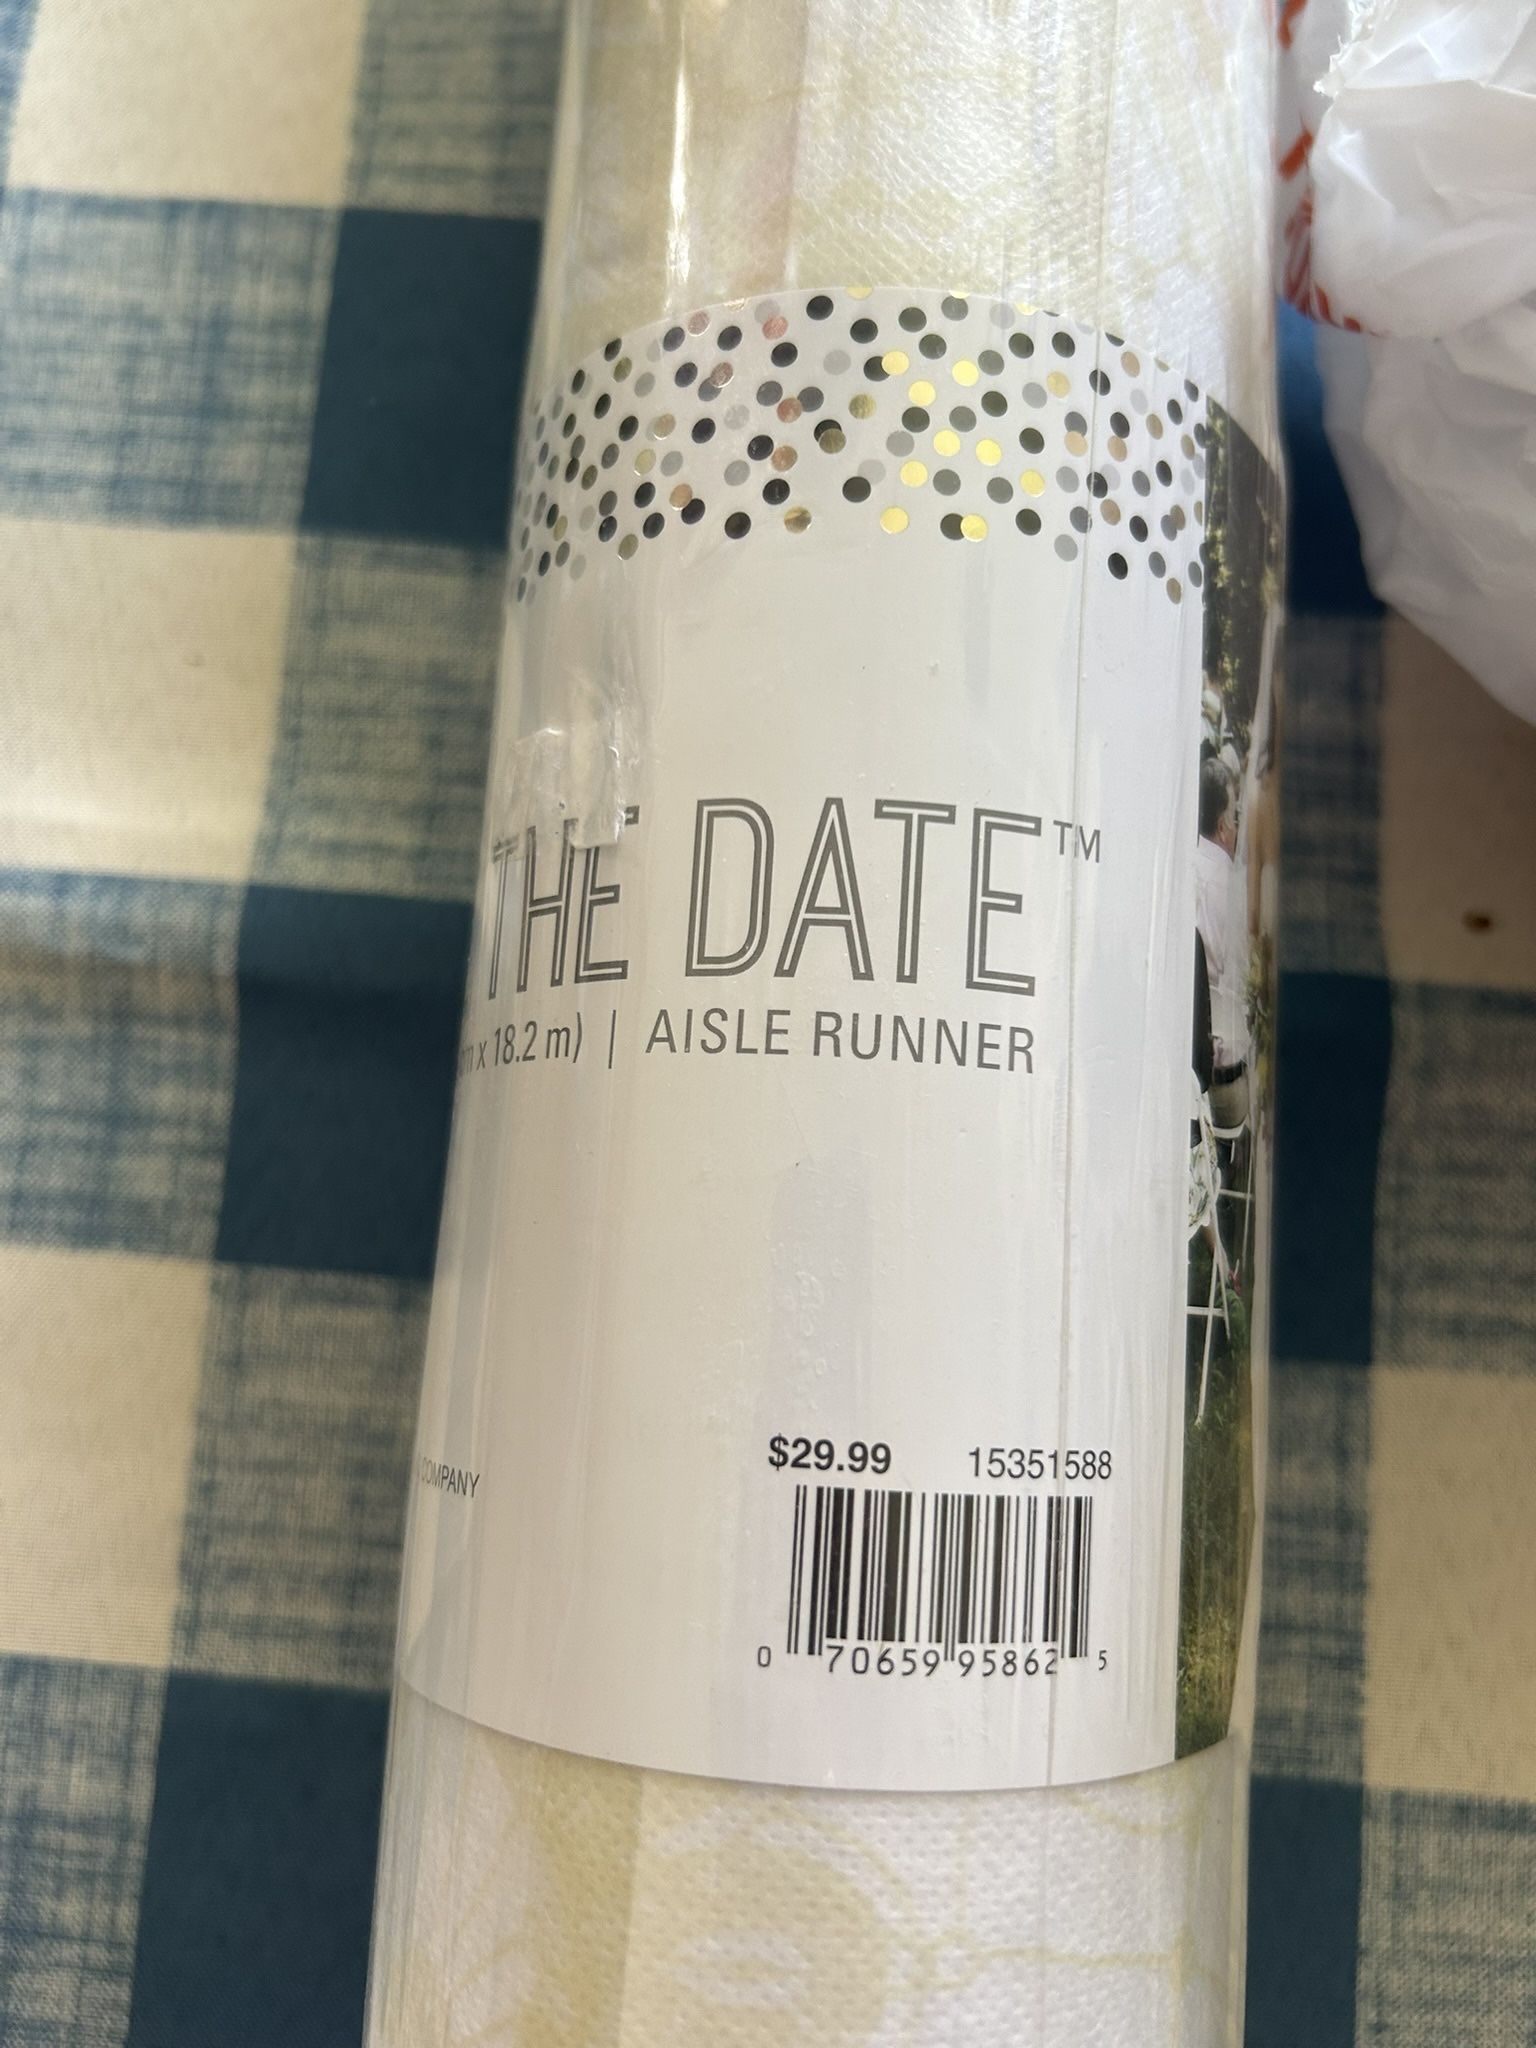 THE DATE™
x 18.2 m) | AISLE RUNNER
COMPANY
$29.99 15351588
0 70659 95862 5